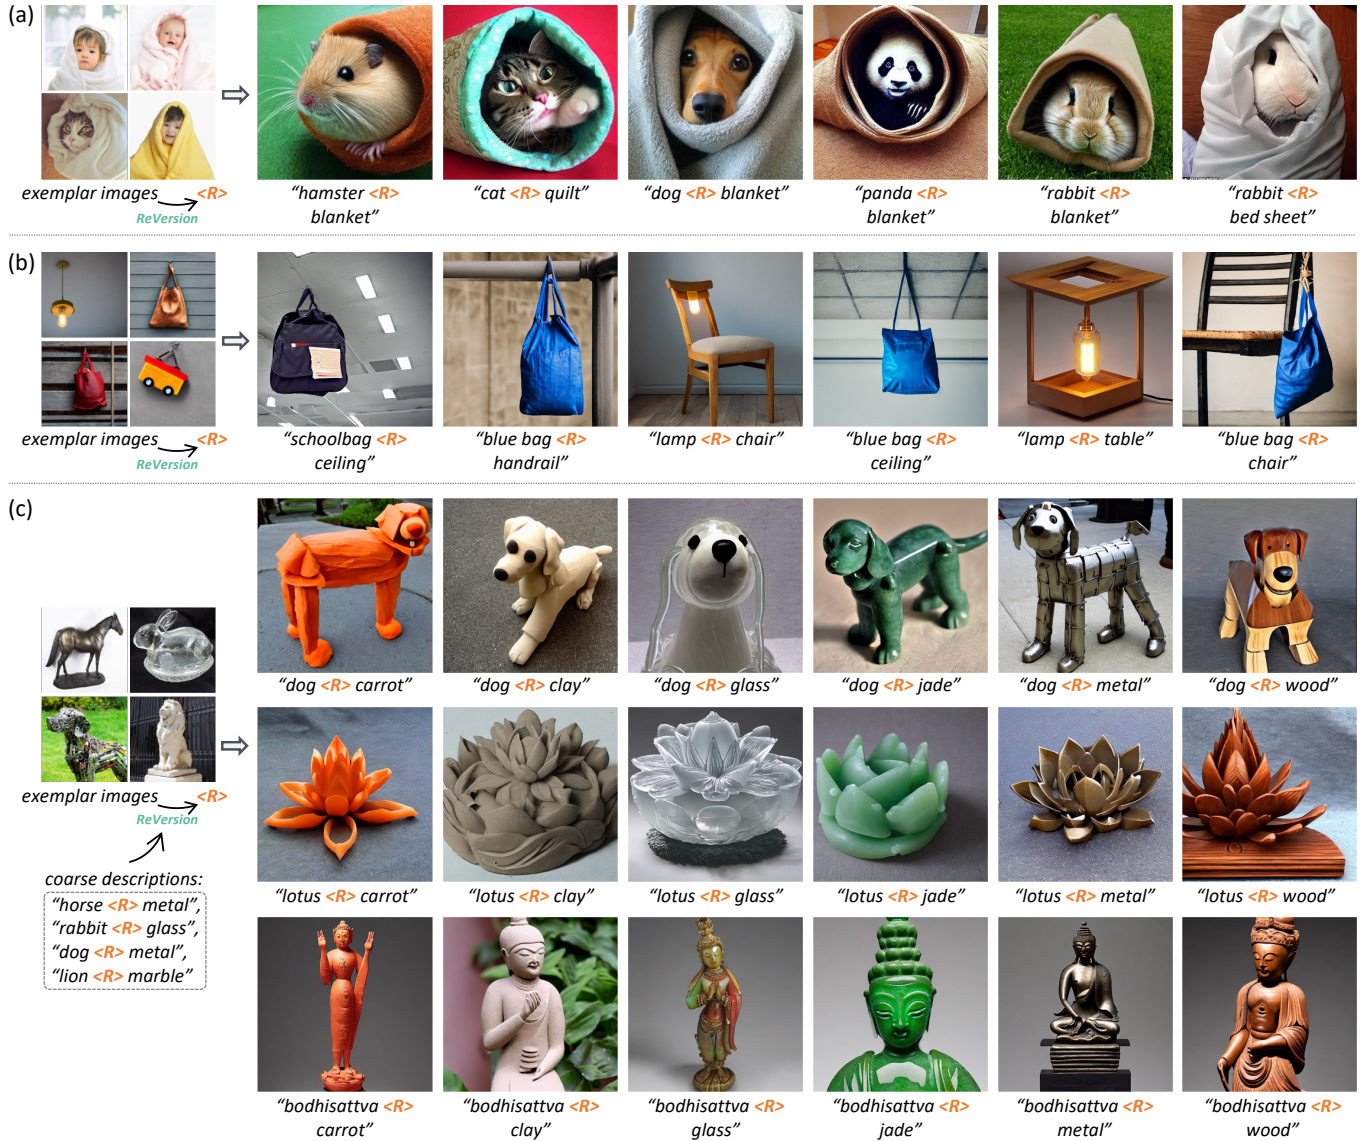 (a)
exemplar images <R>
ReVersion
“hamster <R>
blanket”
“cat <R> quilt”
“dog <R> blanket”
“panda <R>
blanket”
“rabbit <R>
blanket”
“rabbit <R>
bed sheet”
(b)
exemplar images <R>
ReVersion
“schoolbag <R>
ceiling”
“blue bag <R>
handrail”
“lamp <R> chair”
“blue bag <R>
ceiling”
“lamp <R> table”
“blue bag <R>
chair”
(c)
exemplar images <R>
ReVersion
coarse descriptions:
“horse <R> metal”,
“rabbit <R> glass”,
“dog <R> metal”,
“lion <R> marble”
“dog <R> carrot”
“dog <R> clay”
“dog <R> glass”
“dog <R> jade”
“dog <R> metal”
“dog <R> wood”
“lotus <R> carrot”
“lotus <R> clay”
“lotus <R> glass”
“lotus <R> jade”
“lotus <R> metal”
“lotus <R> wood”
“bodhisattva <R>
carrot”
“bodhisattva <R>
clay”
“bodhisattva <R>
glass”
“bodhisattva <R>
jade”
“bodhisattva <R>
metal”
“bodhisattva <R>
wood”